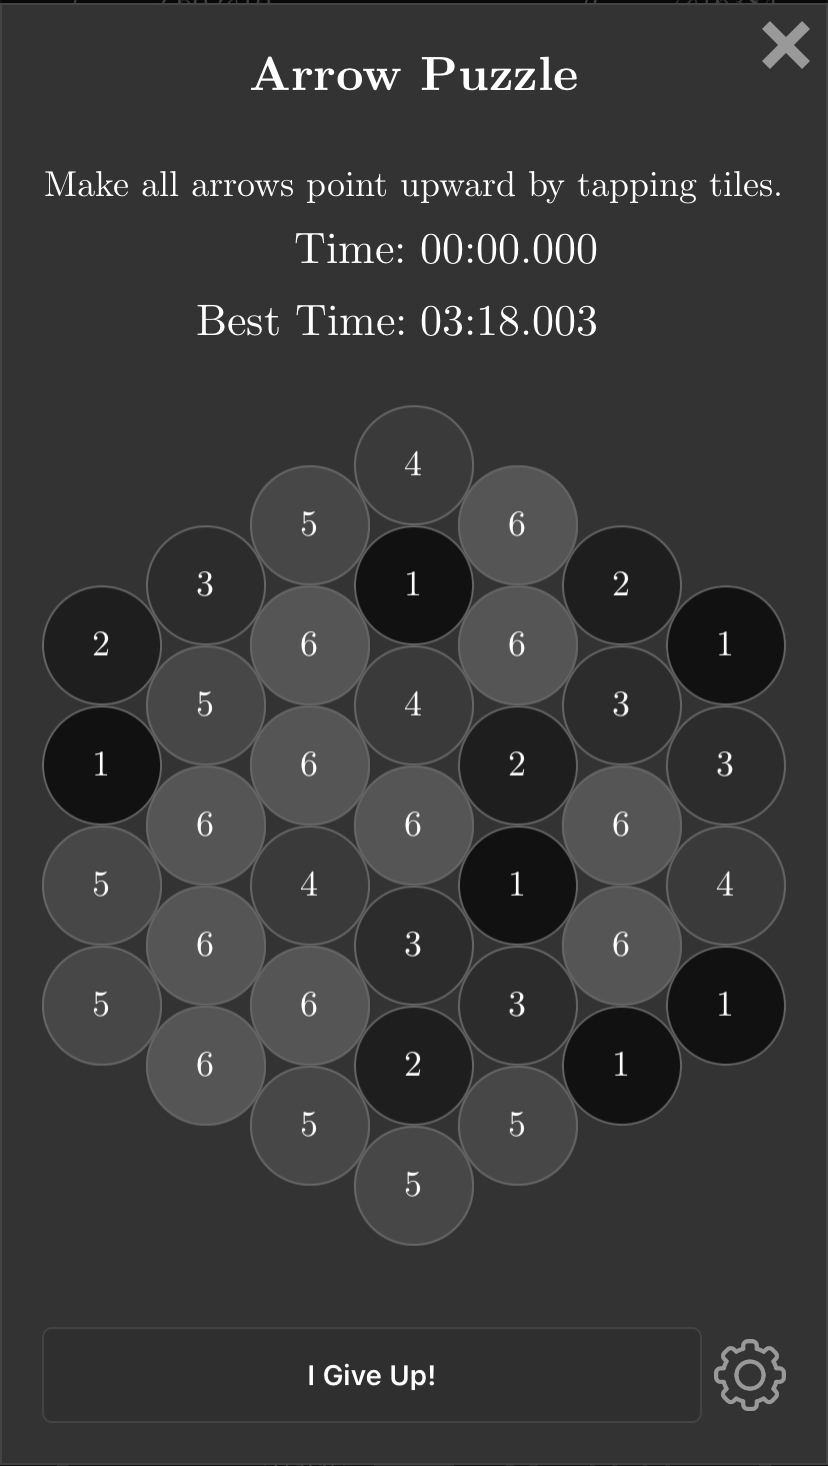 Arrow Puzzle
Make all arrows point upward by tapping tiles.
Time: 00:00.000
Best Time: 03:18.003
4
5 6
3 1 2
2 6 6 1
5 4 3
1 6 2 3
6 6 6
5 4 1 4
6 3 6
5 6 3 1
6 2 1
5 5
5
I Give Up!